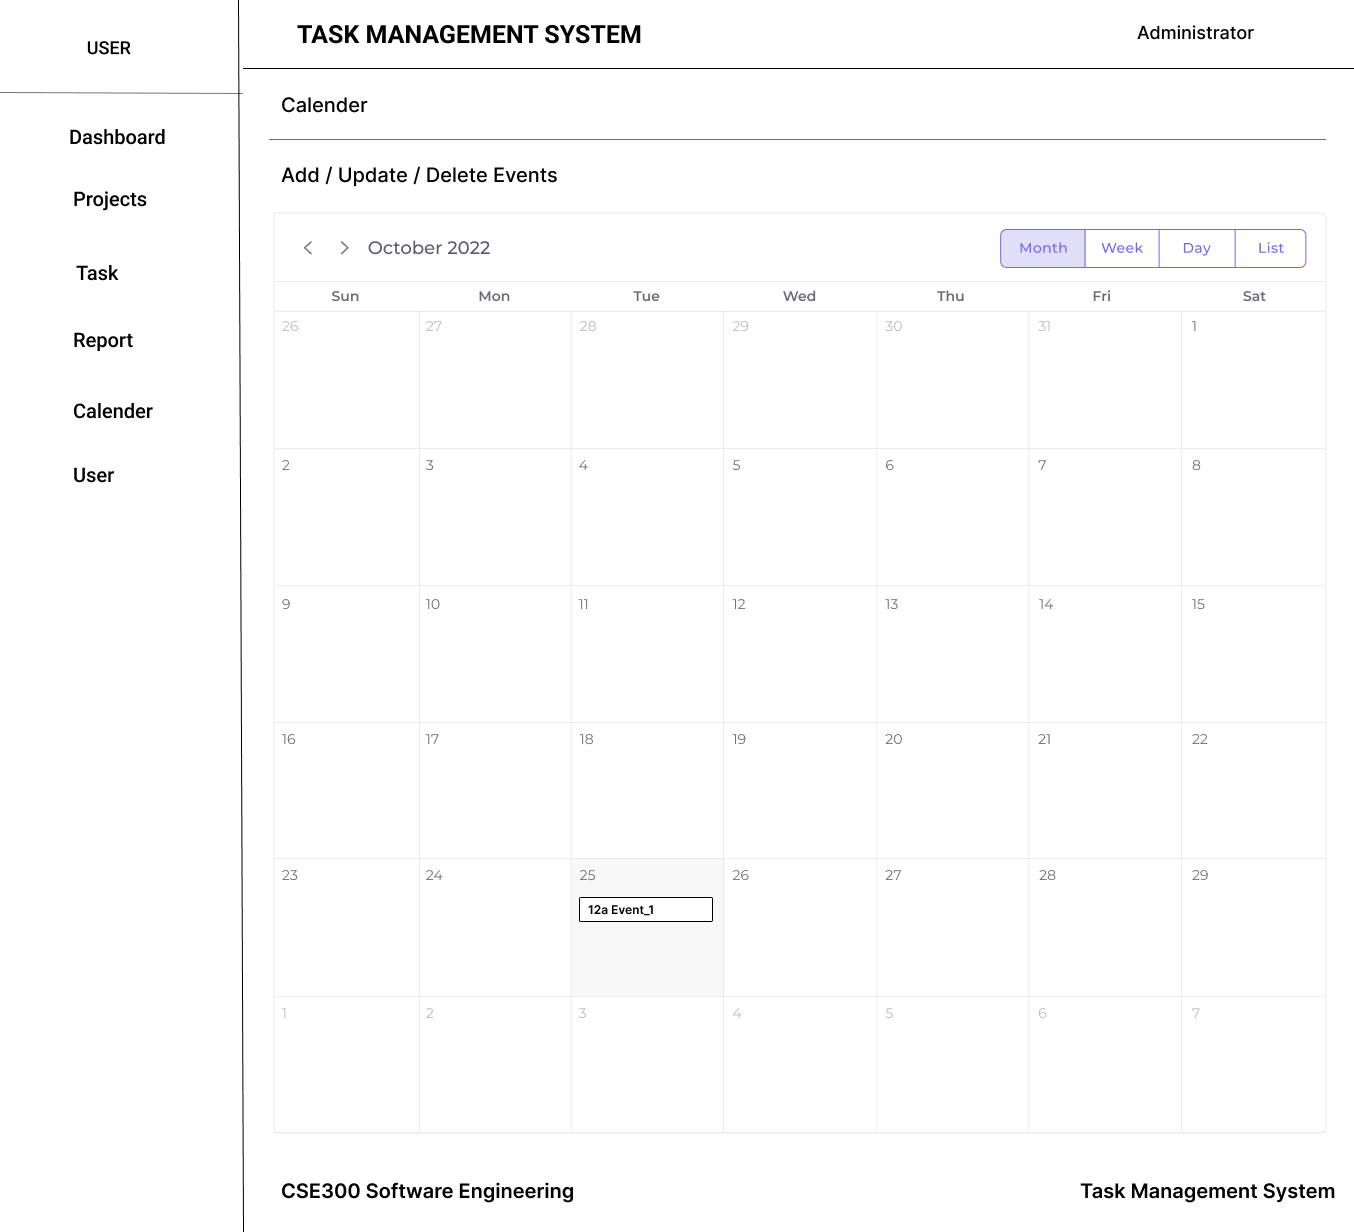 USER
TASK MANAGEMENT SYSTEM
Administrator
Dashboard
Projects
Task
Report
Calender
User
Calender
Add / Update / Delete Events
October 2022
Month Week Day List
Sun Mon Tue Wed Thu Fri Sat
26 27 28 29 30 31 1
2 3 4 5 6 7 8
9 10 11 12 13 14 15
16 17 18 19 20 21 22
23 24 25 26 27 28 29
12a Event_1
1 2 3 4 5 6 7
CSE300 Software Engineering
Task Management System